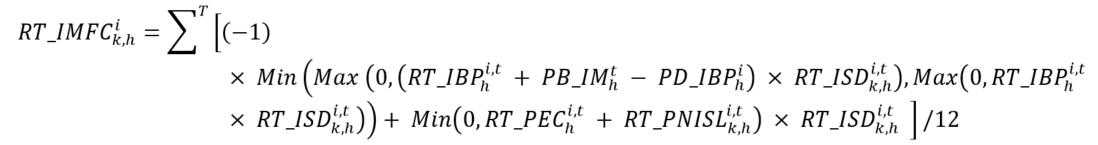 RT_IMFC^i_{k,h} = ∑^T [(−1)
× Min (Max (0, (RT_IBP^{i,t}_h + PB_IM^t_h − PD_IBP^i_h) × RT_ISD^{i,t}_{k,h}), Max(0, RT_IBP^{i,t}_h
× RT_ISD^{i,t}_{k,h})) + Min(0, RT_PEC^{i,t}_h + RT_PNISL^{i,t}_{k,h}) × RT_ISD^{i,t}_{k,h} ] /12